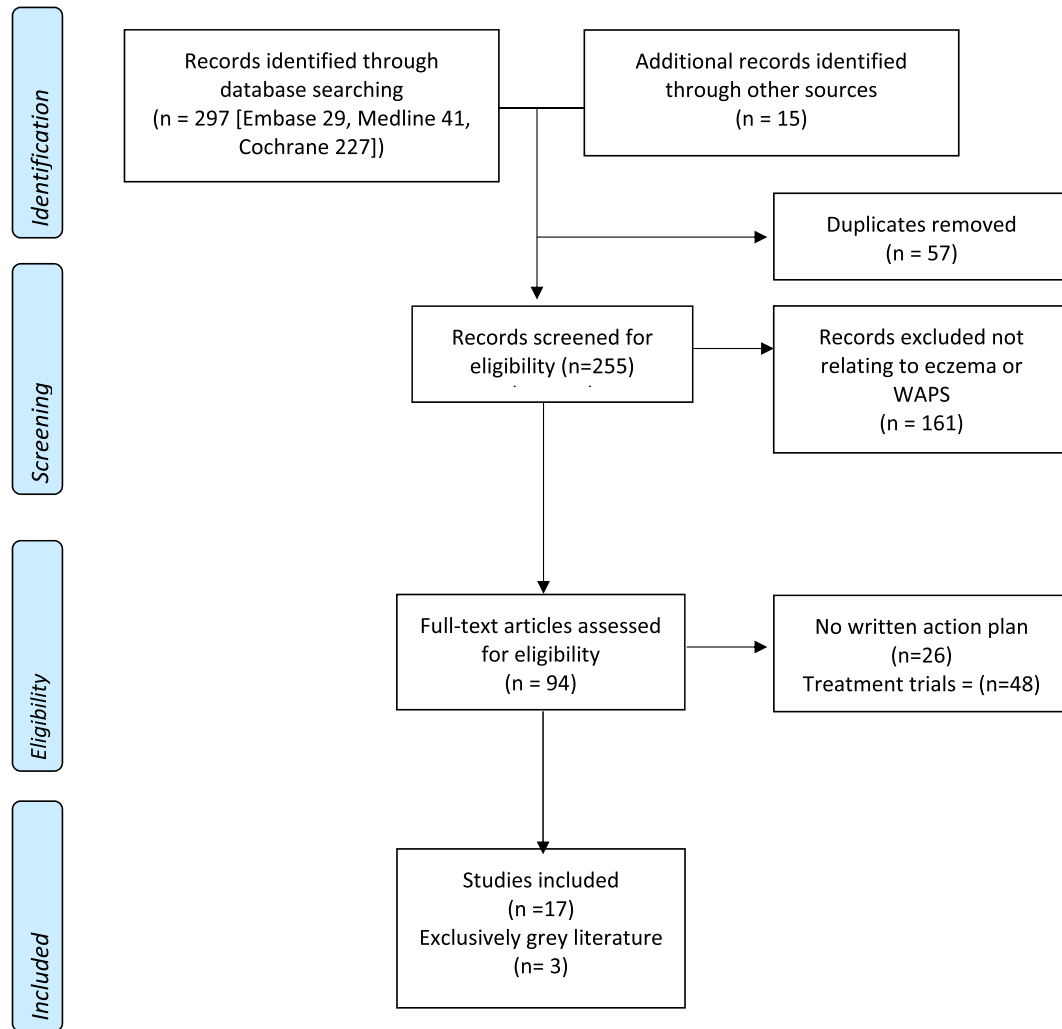 Identification
Records identified through
database searching
(n = 297 [Embase 29, Medline 41,
Cochrane 227])
Additional records identified
through other sources
(n = 15)
Duplicates removed
(n = 57)
Screening
Records screened for
eligibility (n=255)
Records excluded not
relating to eczema or
WAPS
(n = 161)
Eligibility
Full-text articles assessed
for eligibility
(n = 94)
No written action plan
(n=26)
Treatment trials = (n=48)
Included
Studies included
(n =17)
Exclusively grey literature
(n= 3)